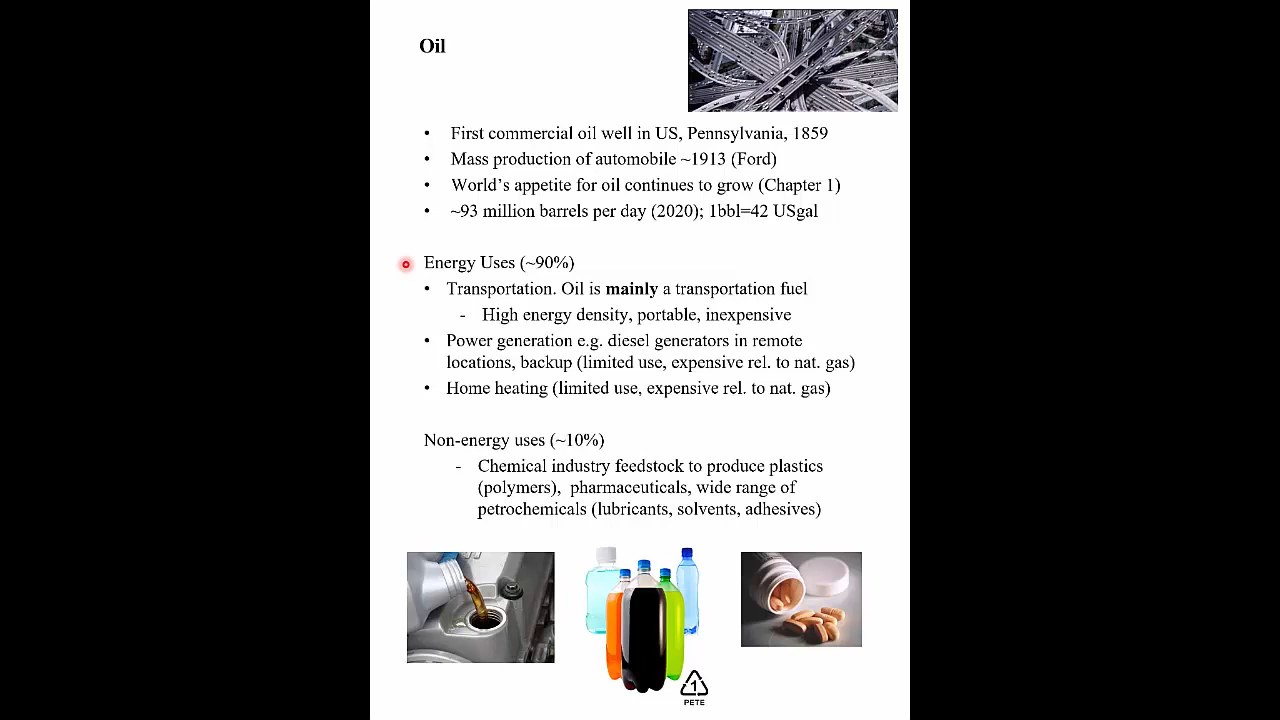 Oil
• First commercial oil well in US, Pennsylvania, 1859
• Mass production of automobile ~1913 (Ford)
• World’s appetite for oil continues to grow (Chapter 1)
• ~93 million barrels per day (2020); 1bbl=42 USgal
Energy Uses (~90%)
• Transportation. Oil is mainly a transportation fuel
- High energy density, portable, inexpensive
• Power generation e.g. diesel generators in remote
locations, backup (limited use, expensive rel. to nat. gas)
• Home heating (limited use, expensive rel. to nat. gas)
Non-energy uses (~10%)
- Chemical industry feedstock to produce plastics
(polymers), pharmaceuticals, wide range of
petrochemicals (lubricants, solvents, adhesives)
1
PETE